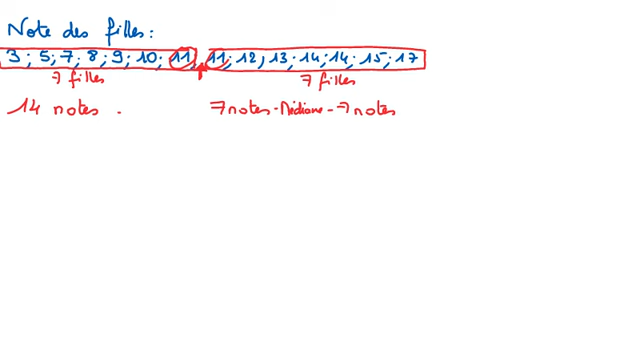 Note des filles :
3 ; 5 ; 7 ; 8 ; 9 ; 10 ; 11 ; 11 ; 12 ; 13 ; 14 ; 14 ; 15 ; 17
7 filles 7 filles
14 notes . 7 notes - Médiane - 7 notes